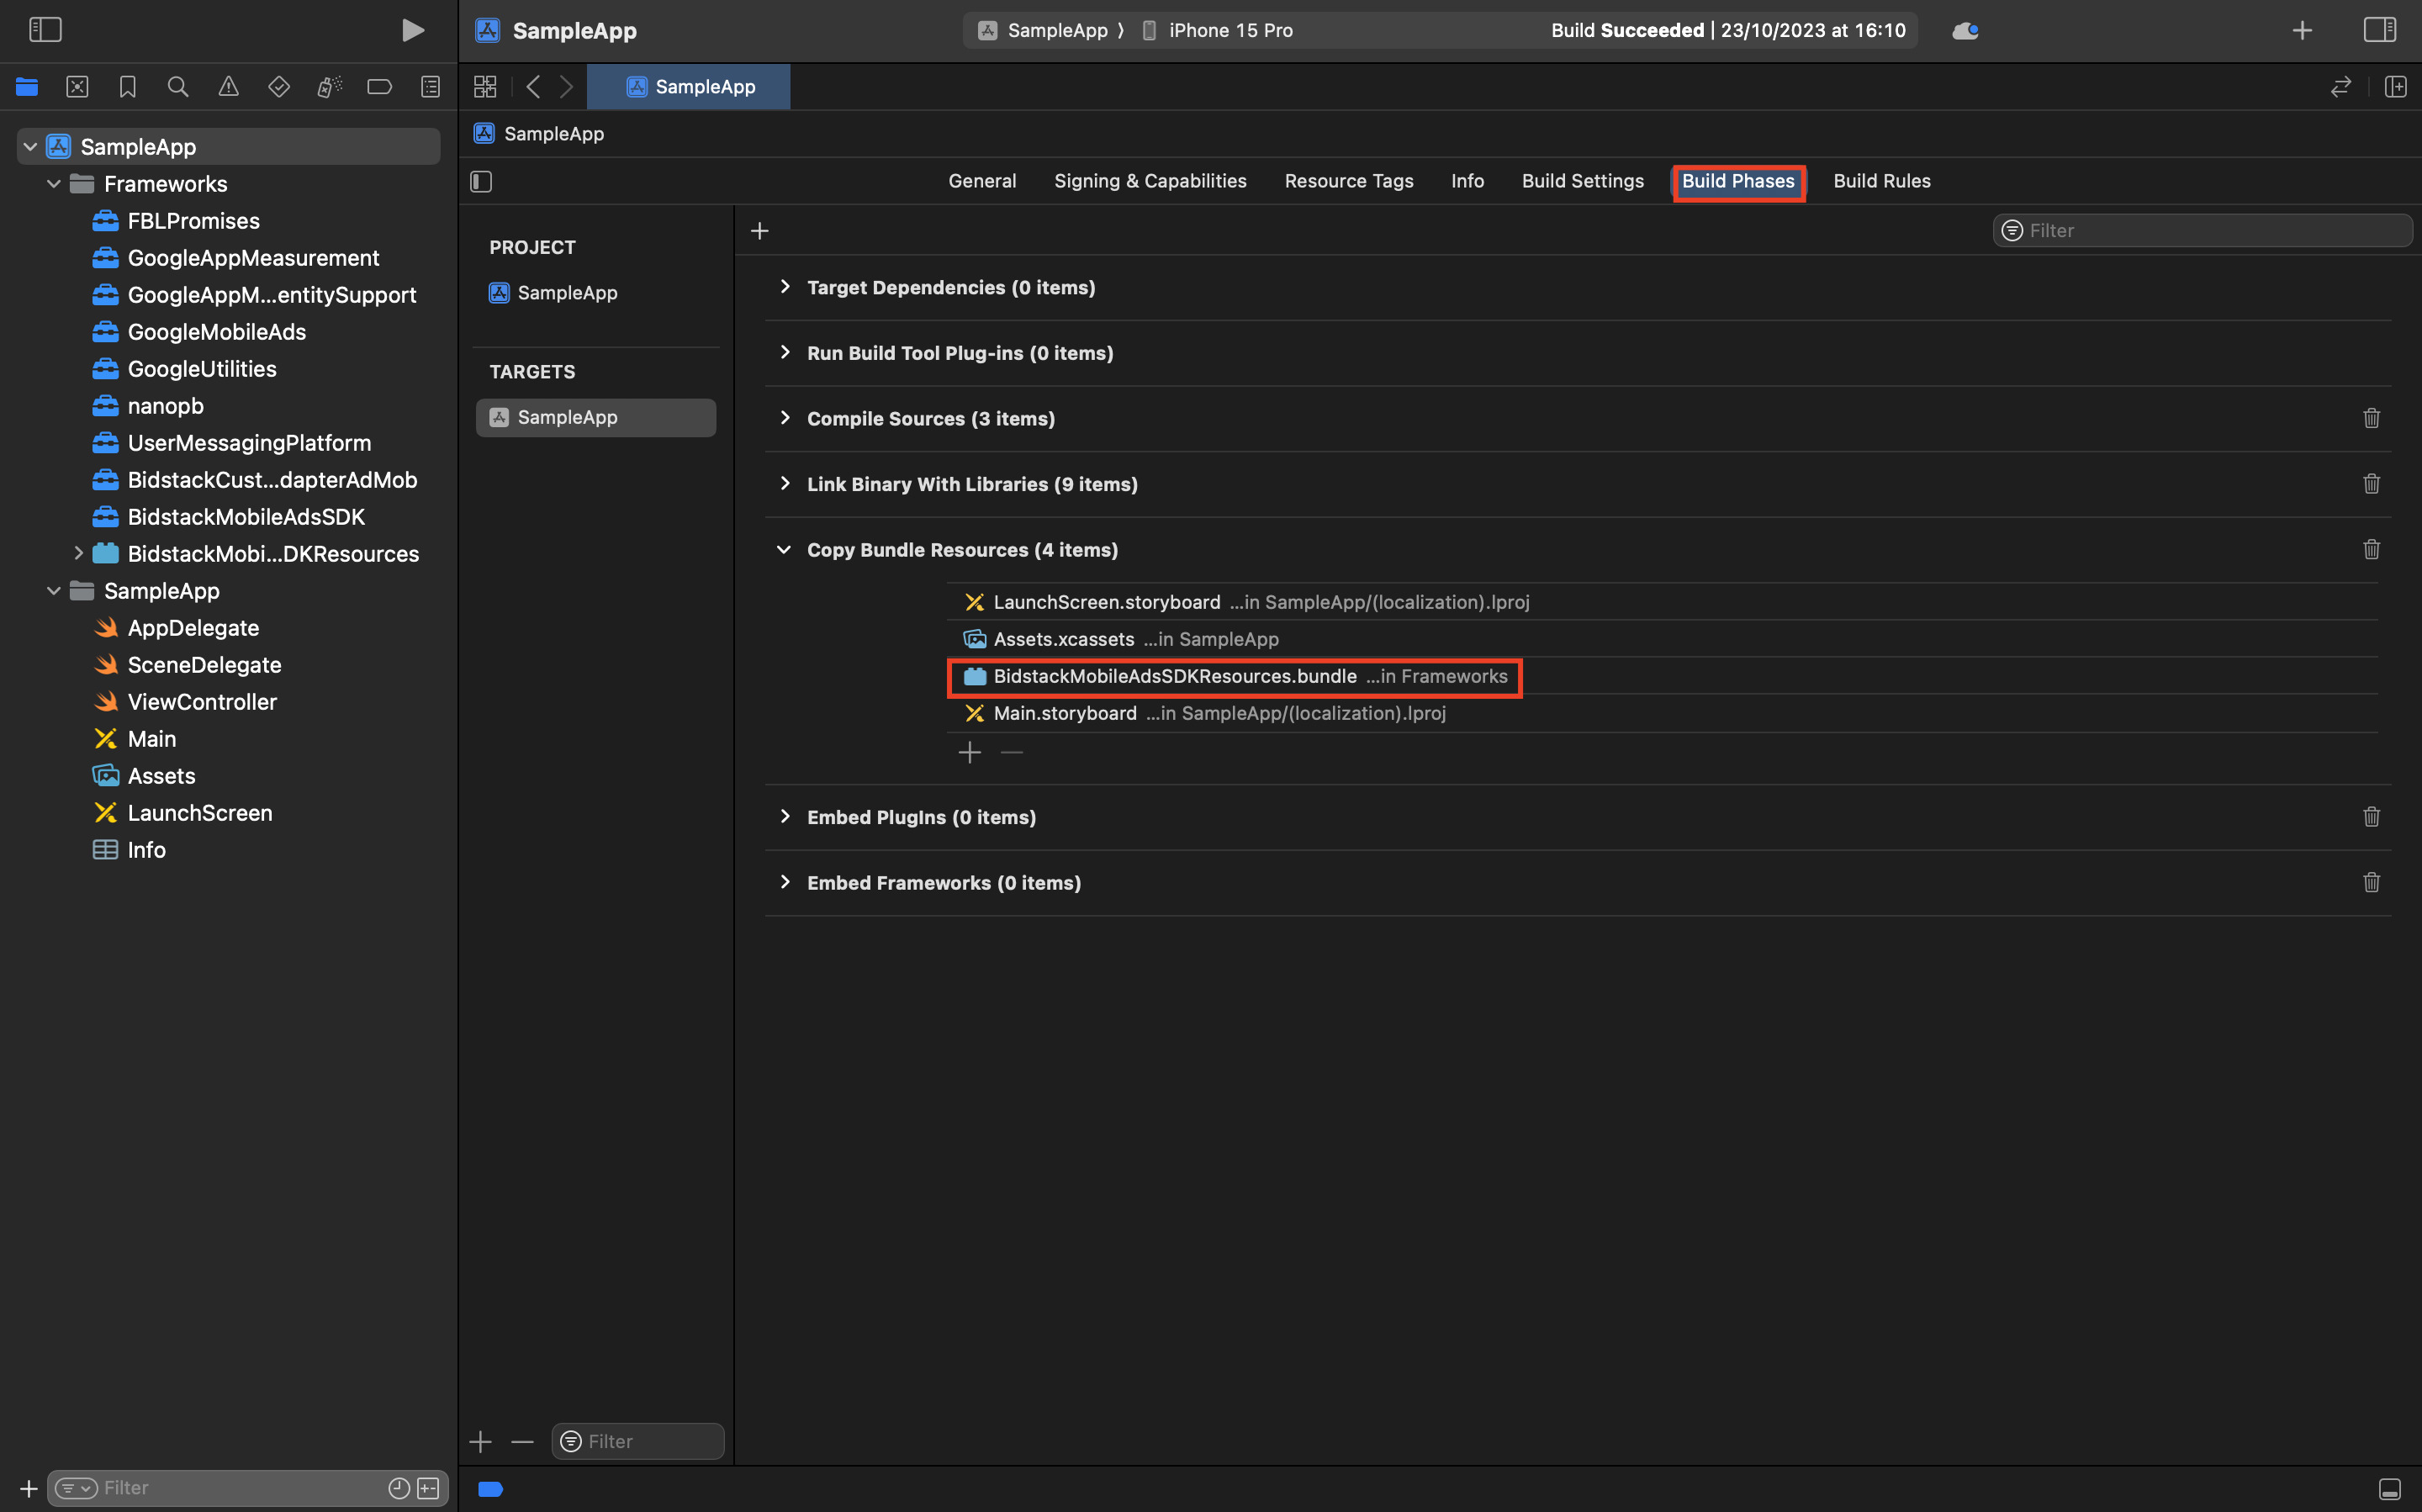 SampleApp
SampleApp ⟩ iPhone 15 Pro
Build Succeeded | 23/10/2023 at 16:10
SampleApp
SampleApp
SampleApp
Frameworks
FBLPromises
GoogleAppMeasurement
GoogleAppM...entitySupport
GoogleMobileAds
GoogleUtilities
nanopb
UserMessagingPlatform
BidstackCust...dapterAdMob
BidstackMobileAdsSDK
BidstackMobi...DKResources
SampleApp
AppDelegate
SceneDelegate
ViewController
Main
Assets
LaunchScreen
Info
Filter
General
Signing & Capabilities
Resource Tags
Info
Build Settings
Build Phases
Build Rules
PROJECT
SampleApp
TARGETS
SampleApp
Filter
Filter
Target Dependencies (0 items)
Run Build Tool Plug-ins (0 items)
Compile Sources (3 items)
Link Binary With Libraries (9 items)
Copy Bundle Resources (4 items)
LaunchScreen.storyboard ...in SampleApp/(localization).lproj
Assets.xcassets ...in SampleApp
BidstackMobileAdsSDKResources.bundle ...in Frameworks
Main.storyboard ...in SampleApp/(localization).lproj
Embed PlugIns (0 items)
Embed Frameworks (0 items)